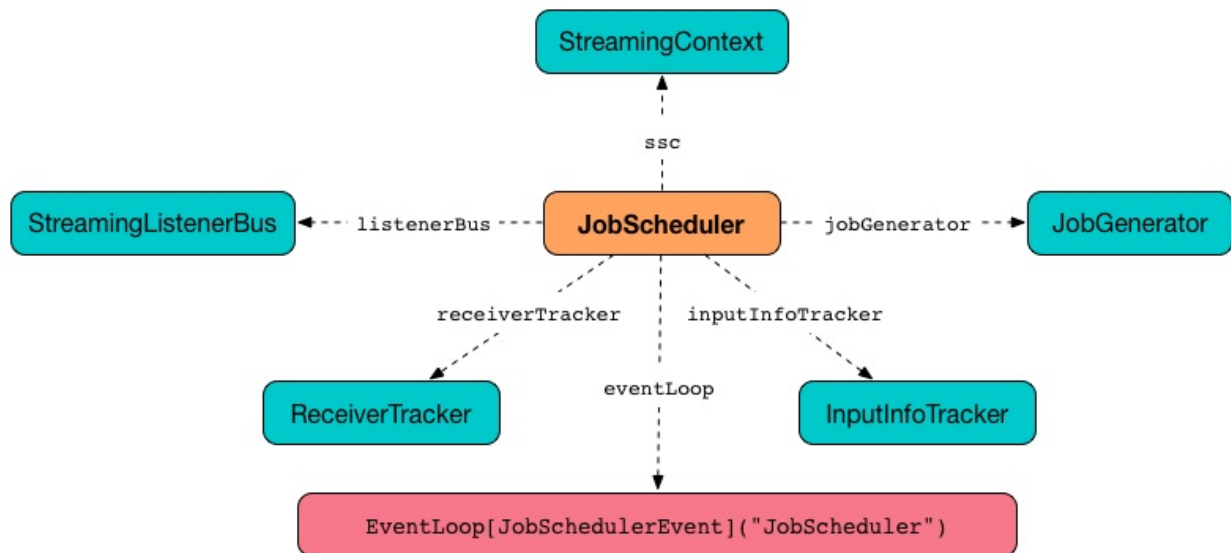 StreamingContext
ssc
StreamingListenerBus
listenerBus
JobScheduler
jobGenerator
JobGenerator
receiverTracker
inputInfoTracker
eventLoop
ReceiverTracker
InputInfoTracker
EventLoop[JobSchedulerEvent]("JobScheduler")